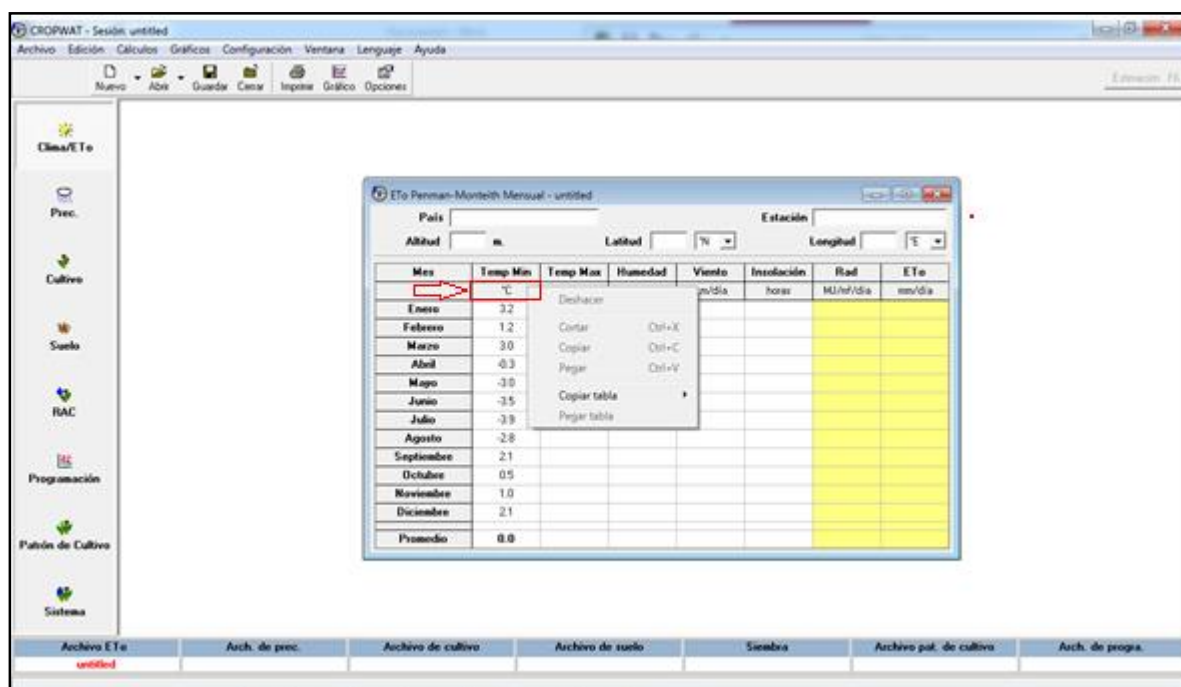 CROPWAT - Sesión: untitled
Archivo Edición Cálculos Gráficos Configuración Ventana Lenguaje Ayuda
Nuevo Abrir Guardar Cerrar Imprimir Gráfico Opciones
Clima/ETo
Prec.
Cultivo
Suelo
RAC
Programación
Patrón de Cultivo
Sistema
ETo Penman-Monteith Mensual - untitled
País Estación
Altitud m. Latitud °N Longitud °E
Mes Temp Min Temp Max Humedad Viento Insolación Rad ETo
°C m/día horas MJ/m²/día mm/día
Enero 3.2
Febrero 1.2
Marzo 3.0
Abril -0.3
Mayo -3.0
Junio -3.5
Julio -3.9
Agosto -2.8
Septiembre 2.1
Octubre 0.5
Noviembre 1.0
Diciembre 2.1
Promedio 0.0
Deshacer
Cortar Ctrl+X
Copiar Ctrl+C
Pegar Ctrl+V
Copiar tabla
Pegar tabla
Archivo ETo Arch. de prec. Archivo de cultivo Archivo de suelo Siembra Archivo pat. de cultivo Arch. de progra.
untitled